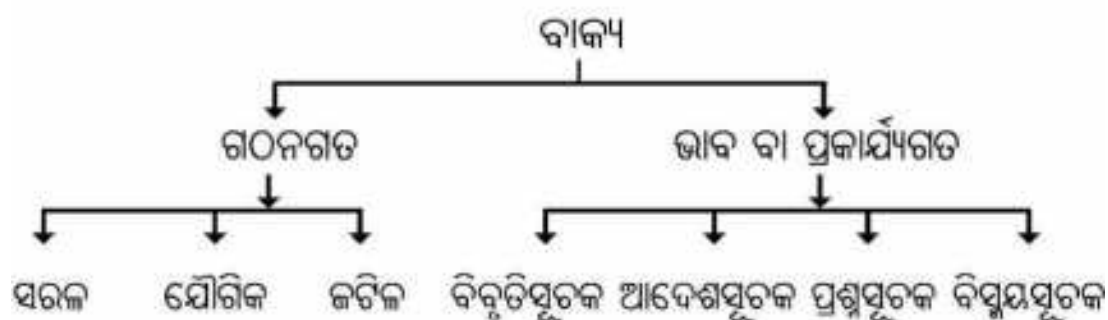 ବାକ୍ୟ
ଗଠନଗତ ଭାବ ବା ପ୍ରକାର୍ଯ୍ୟଗତ
ସରଳ ଯୌଗିକ ଜଟିଳ ବିବୃତିସୂଚକ ଆଦେଶସୂଚକ ପ୍ରଶ୍ନସୂଚକ ବିସ୍ମୟସୂଚକ